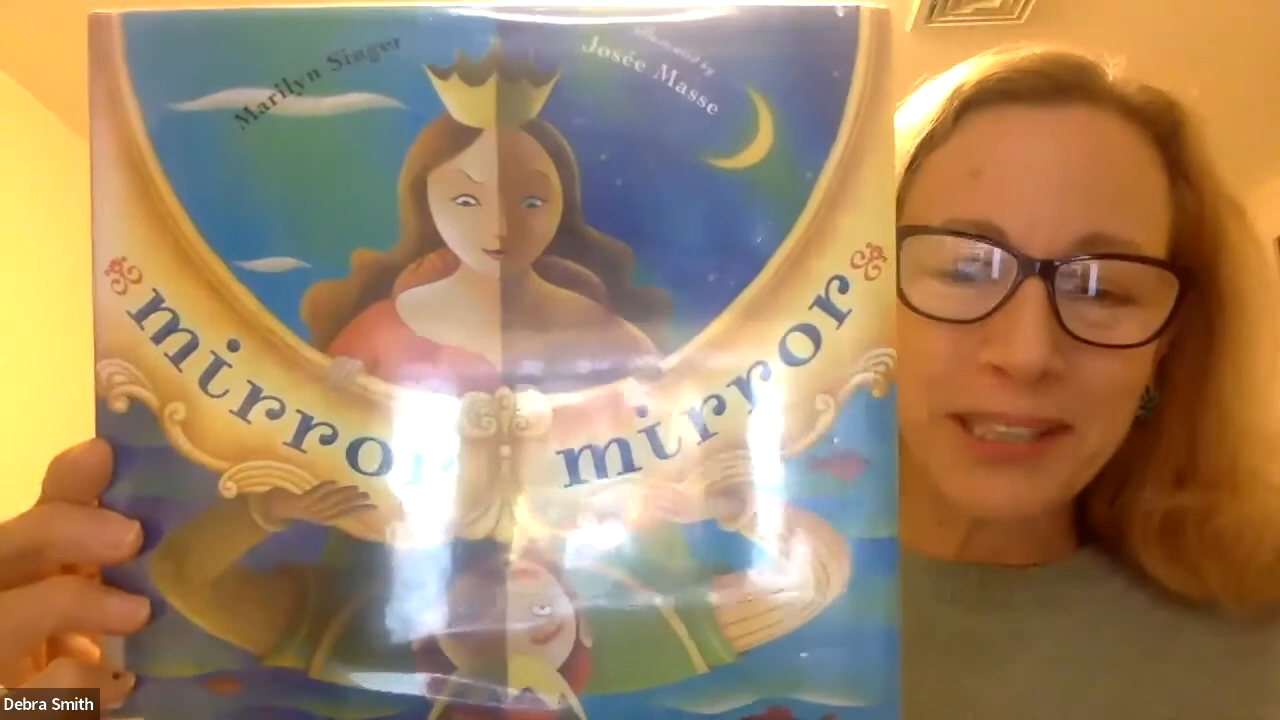 Marilyn Singer
illustrated by
Josée Masse
mirror mirror
Debra Smith